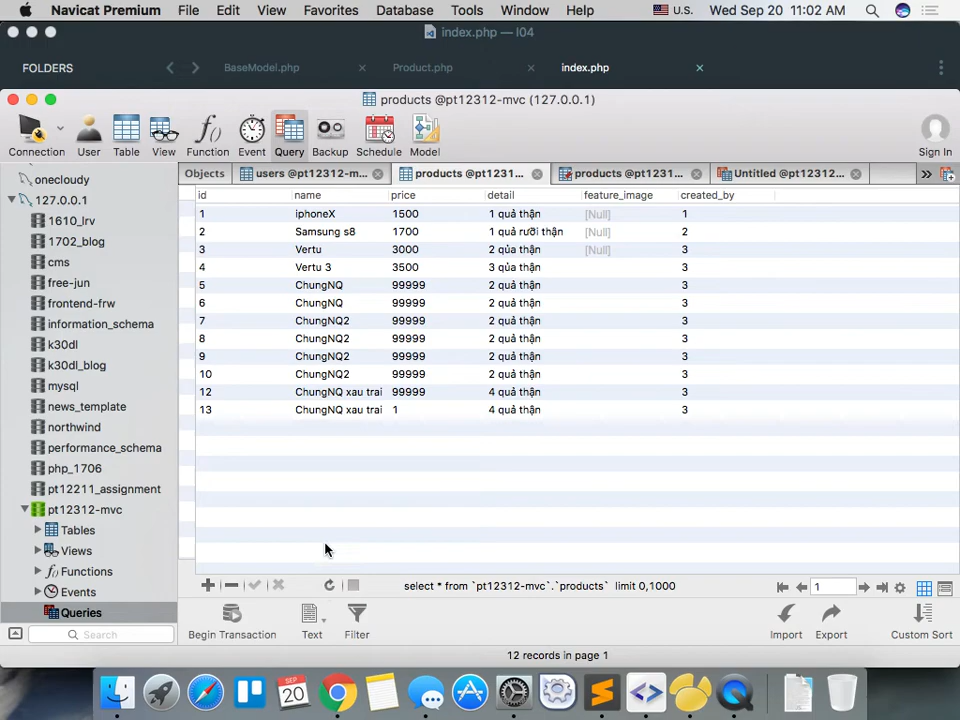 Navicat Premium File Edit View Favorites Database Tools Window Help U.S. Wed Sep 20 11:02 AM
index.php — l04
FOLDERS BaseModel.php × Product.php × index.php ×
products @pt12312-mvc (127.0.0.1)
Connection User Table View Function Event Query Backup Schedule Model Sign In
Objects users @pt12312-m... products @pt1231... products @pt1231... Untitled @pt12312...
onecloudy
127.0.0.1
1610_lrv
1702_blog
cms
free-jun
frontend-frw
information_schema
k30dl
k30dl_blog
mysql
news_template
northwind
performance_schema
php_1706
pt12211_assignment
pt12312-mvc
Tables
Views
Functions
Events
Queries
Search
id name price detail feature_image created_by
1 iphoneX 1500 1 quả thận [Null] 1
2 Samsung s8 1700 1 quả rưỡi thận [Null] 2
3 Vertu 3000 2 quả thận [Null] 3
4 Vertu 3 3500 3 qủa thận 3
5 ChungNQ 99999 2 quả thận 3
6 ChungNQ 99999 2 quả thận 3
7 ChungNQ2 99999 2 quả thận 3
8 ChungNQ2 99999 2 quả thận 3
9 ChungNQ2 99999 2 quả thận 3
10 ChungNQ2 99999 2 quả thận 3
12 ChungNQ xau trai 99999 4 quả thận 3
13 ChungNQ xau trai 1 4 quả thận 3
select * from `pt12312-mvc`.`products` limit 0,1000 1
Begin Transaction Text Filter Import Export Custom Sort
12 records in page 1
SEP
20